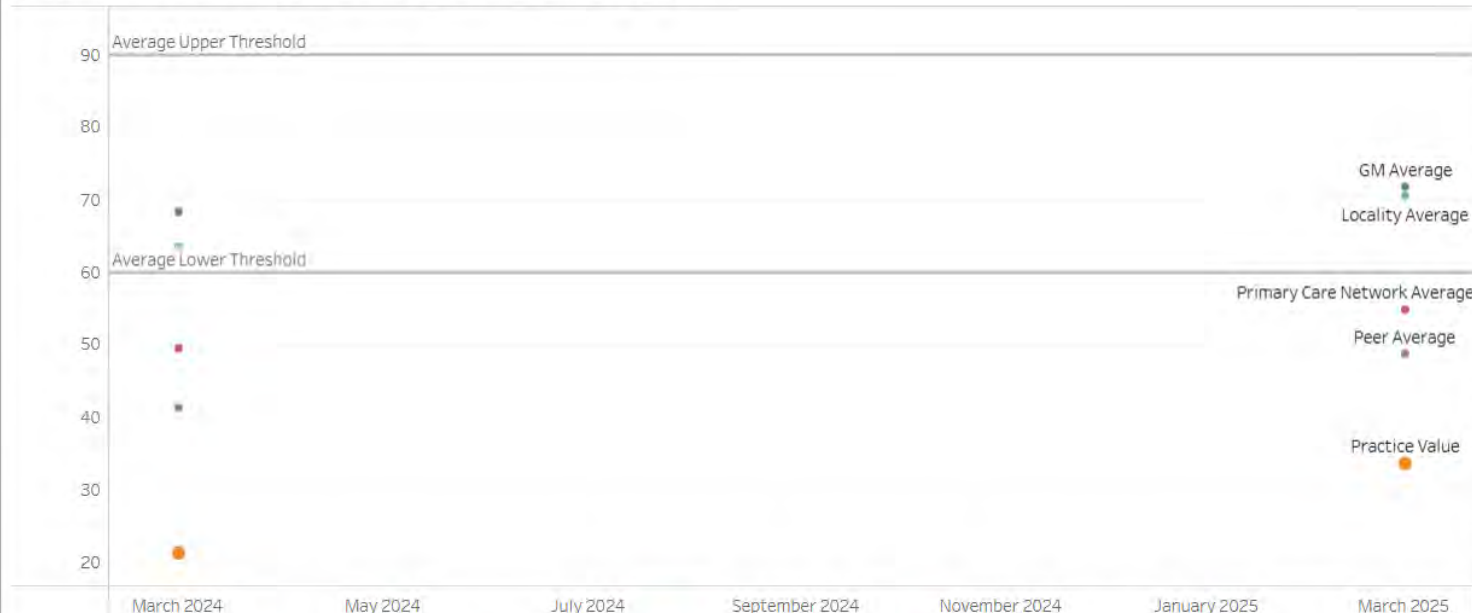 90
Average Upper Threshold
80
GM Average
70
Locality Average
Average Lower Threshold
60
Primary Care Network Average
50
Peer Average
40
Practice Value
30
20
March 2024
May 2024
July 2024
September 2024
November 2024
January 2025
March 2025